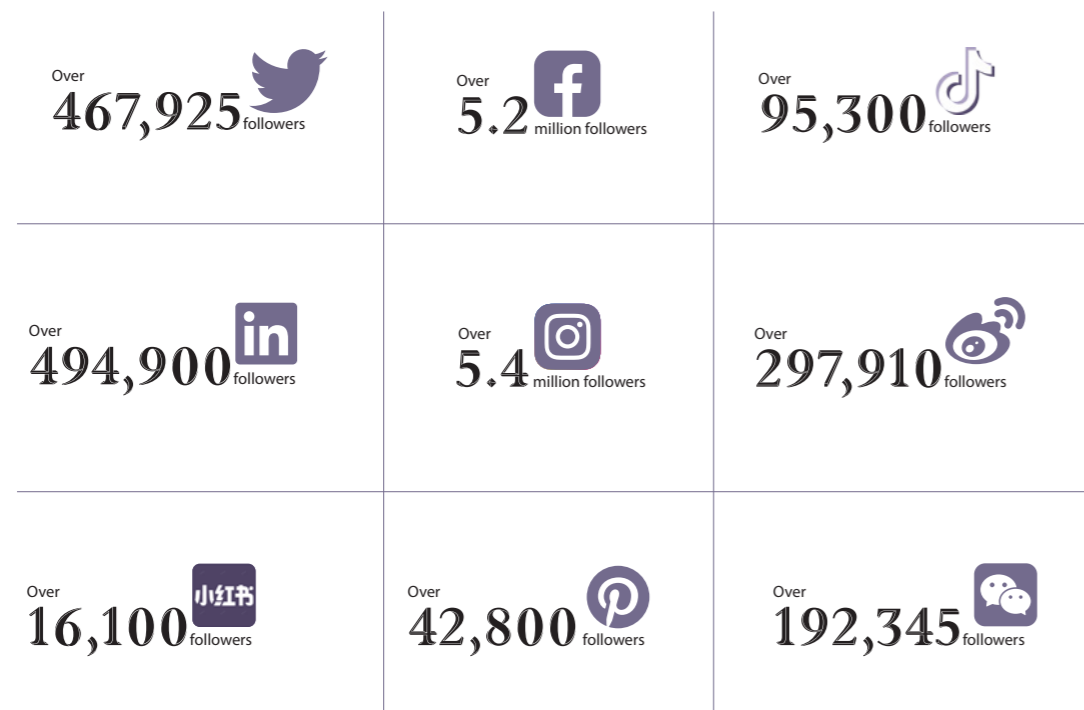 Over
467,925 followers
Over
5.2 million followers
Over
95,300 followers
Over
in
494,900 followers
Over
5.4 million followers
Over
297,910 followers
Over
小红书
16,100 followers
Over
42,800 followers
Over
192,345 followers